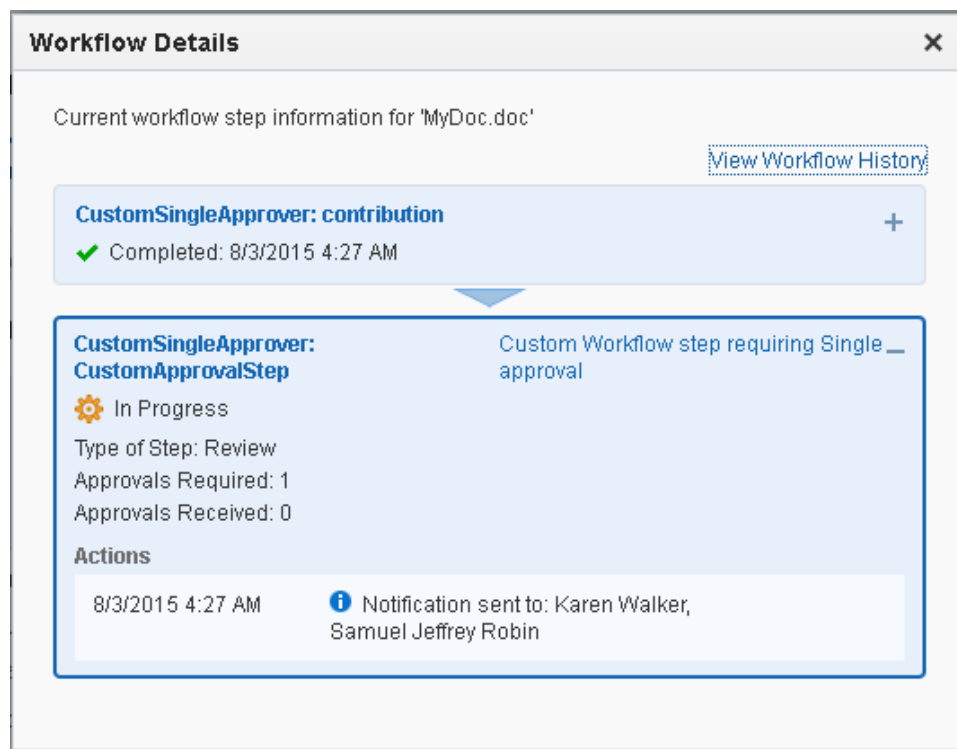 Workflow Details
Current workflow step information for 'MyDoc.doc'
View Workflow History
CustomSingleApprover: contribution
Completed: 8/3/2015 4:27 AM
CustomSingleApprover:
CustomApprovalStep
Custom Workflow step requiring Single
approval
In Progress
Type of Step: Review
Approvals Required: 1
Approvals Received: 0
Actions
8/3/2015 4:27 AM
Notification sent to: Karen Walker,
Samuel Jeffrey Robin